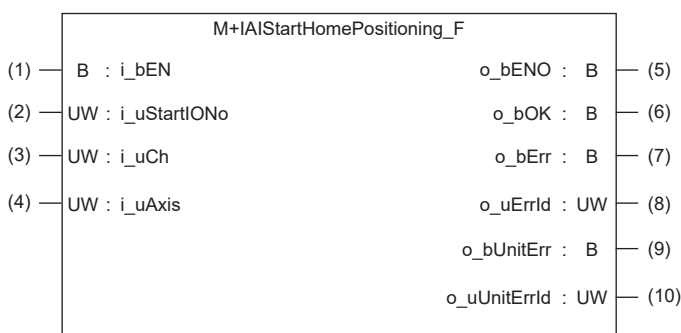 M+IAIStartHomePositioning_F
(1) B : i_bEN o_bENO : B (5)
(2) UW : i_uStartIONo o_bOK : B (6)
(3) UW : i_uCh o_bErr : B (7)
(4) UW : i_uAxis o_uErrId : UW (8)
o_bUnitErr : B (9)
o_uUnitErrId : UW (10)